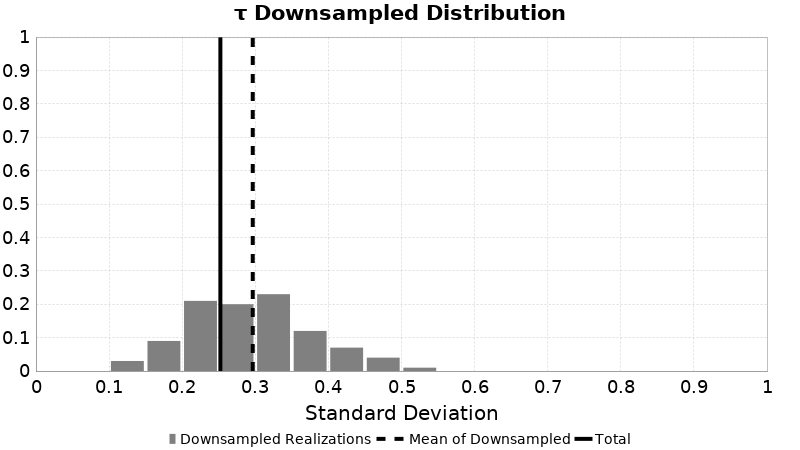 τ Downsampled Distribution
1
0.9
0.8
0.7
0.6
0.5
0.4
0.3
0.2
0.1
0
0 0.1 0.2 0.3 0.4 0.5 0.6 0.7 0.8 0.9 1
Standard Deviation
Downsampled Realizations Mean of Downsampled Total